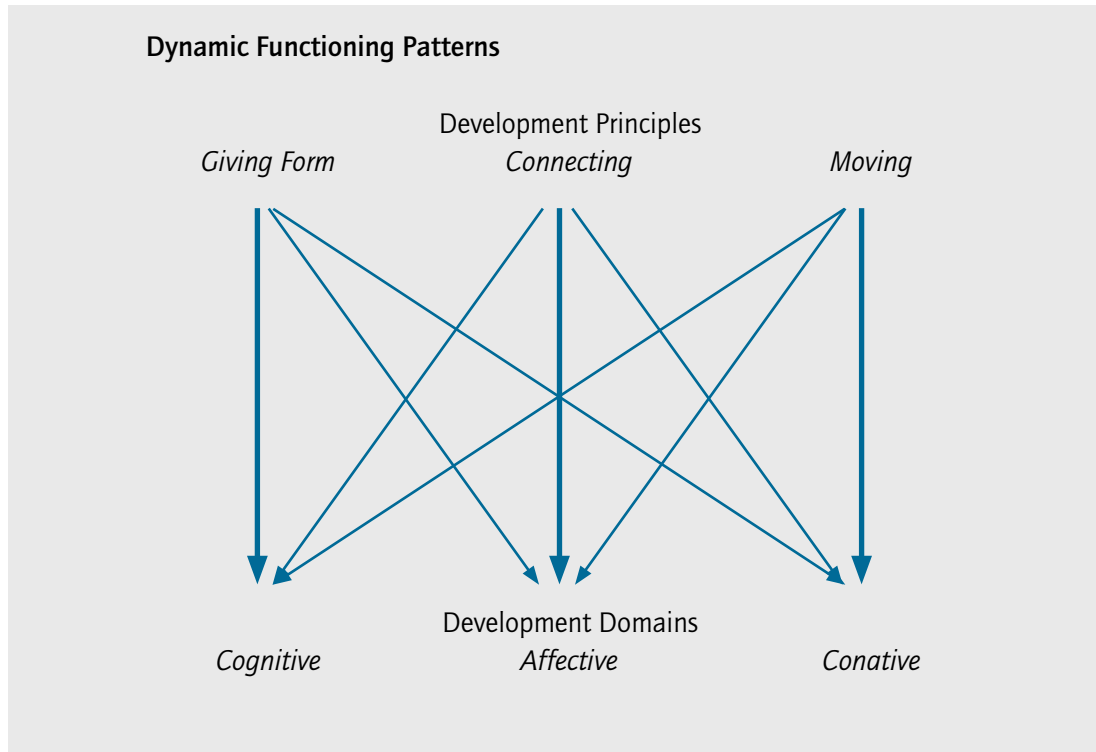 Dynamic Functioning Patterns
Development Principles
Giving Form Connecting Moving
Development Domains
Cognitive Affective Conative